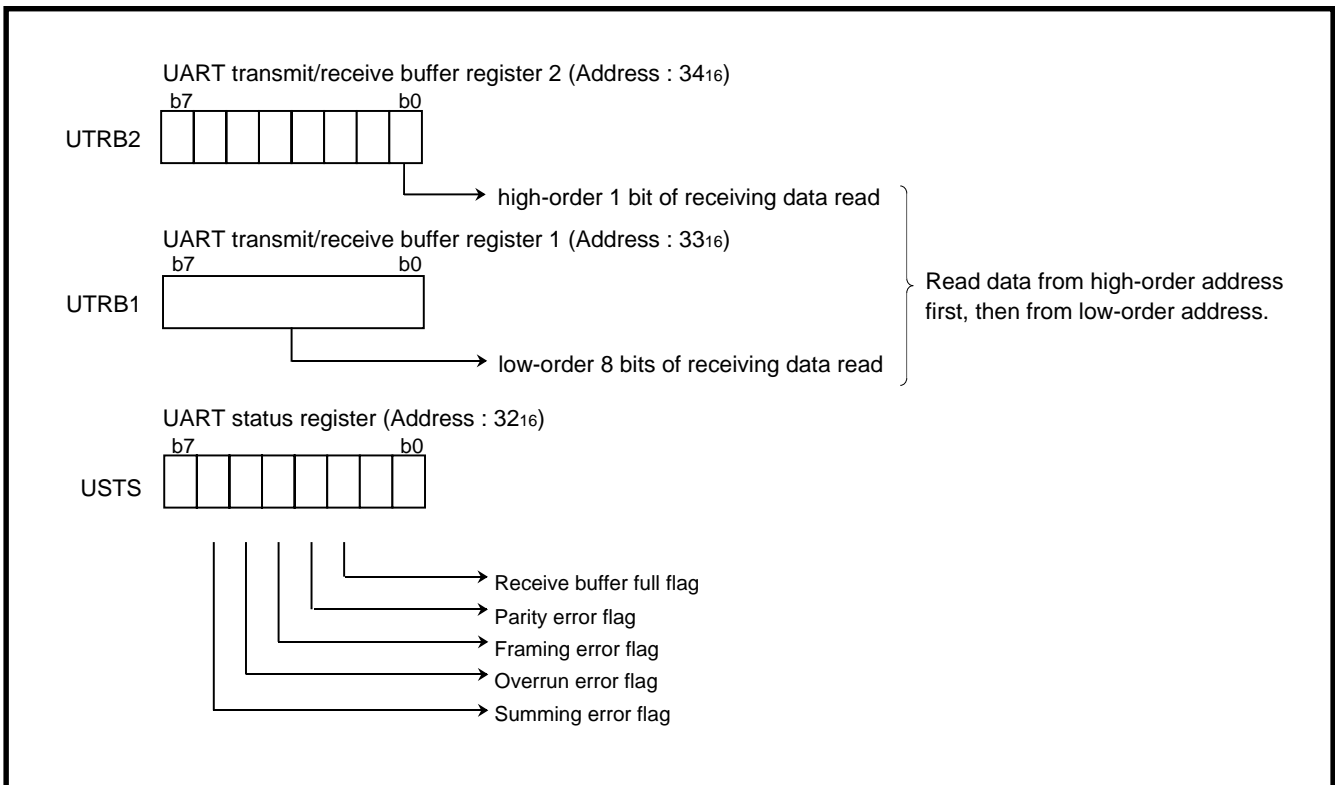 UART transmit/receive buffer register 2 (Address : 3416)
b7 b0
UTRB2
high-order 1 bit of receiving data read
UART transmit/receive buffer register 1 (Address : 3316)
b7 b0
UTRB1
Read data from high-order address
first, then from low-order address.
low-order 8 bits of receiving data read
UART status register (Address : 3216)
b7 b0
USTS
Receive buffer full flag
Parity error flag
Framing error flag
Overrun error flag
Summing error flag